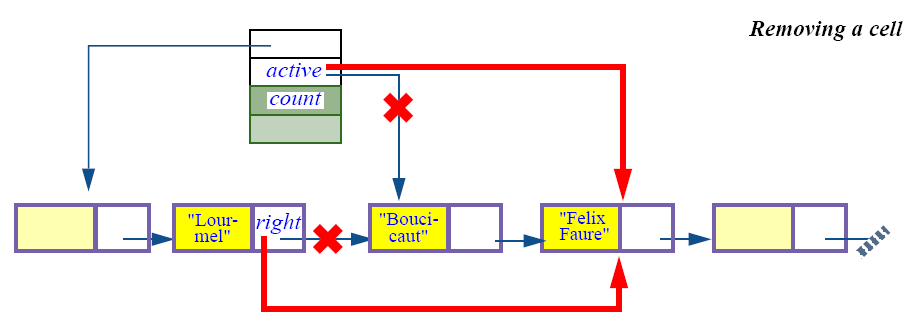 Removing a cell
active
count
"Lour-
mel"
right
"Bouci-
caut"
"Felix
Faure"